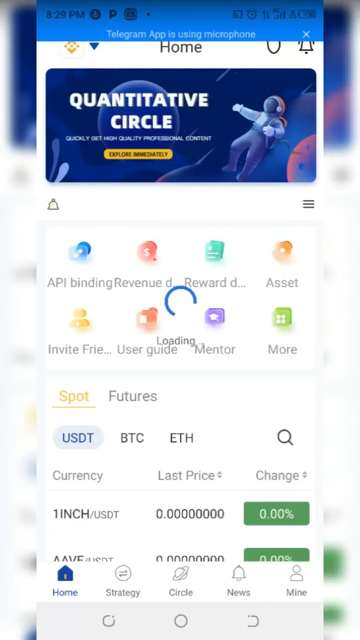 8:29 PM
Telegram App is using microphone
Home
QUANTITATIVE
CIRCLE
QUICKLY GET HIGH QUALITY PROFESSIONAL CONTENT
EXPLORE IMMEDIATELY
API binding Revenue d... Reward d... Asset
Loading...
Invite Frie... User guide Mentor More
Spot Futures
USDT BTC ETH
Currency Last Price Change
1INCH/USDT 0.00000000 0.00%
AAVE/USDT 0.00000000 0.00%
Home Strategy Circle News Mine